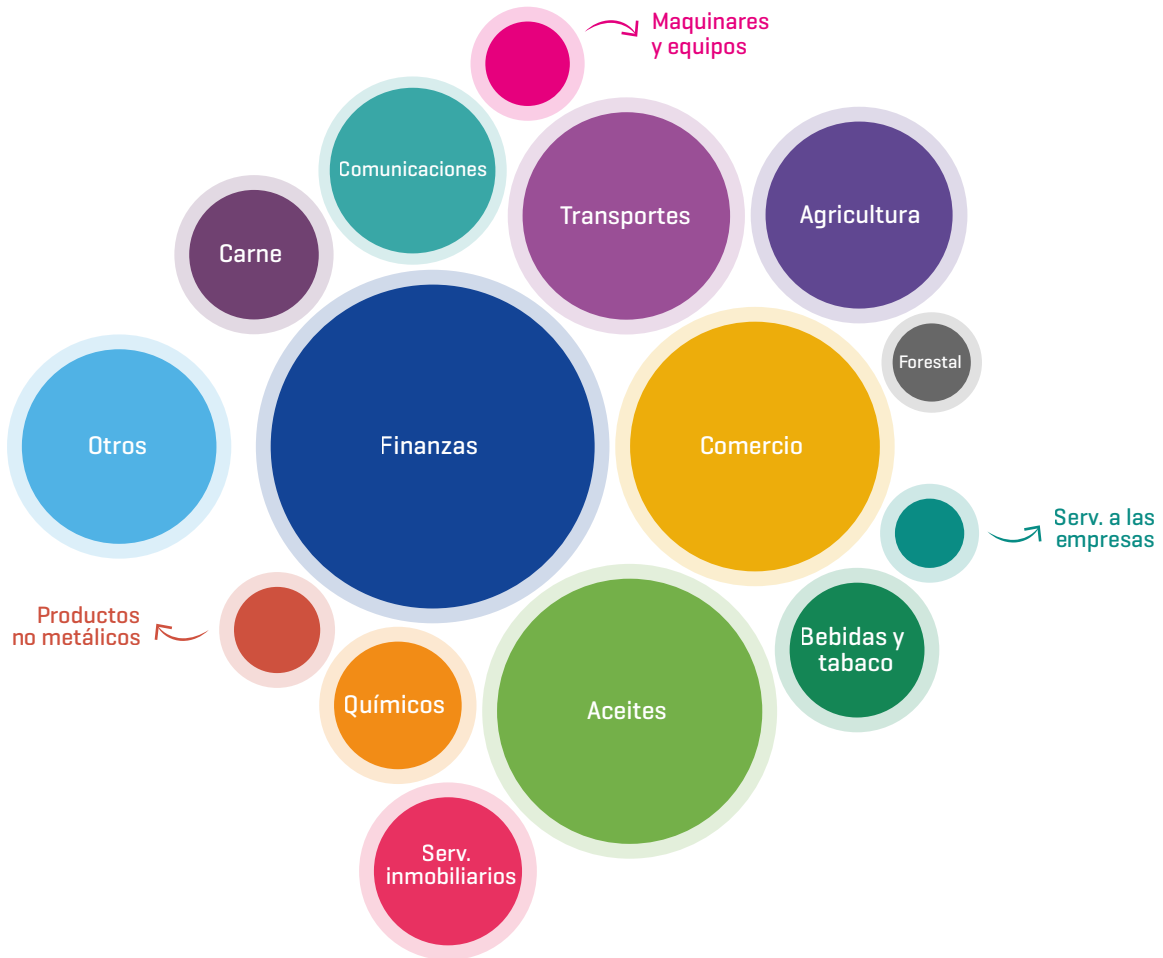 Maquinares
y equipos
Comunicaciones
Transportes
Agricultura
Carne
Forestal
Otros
Finanzas
Comercio
Serv. a las
empresas
Productos
no metálicos
Bebidas y
tabaco
Químicos
Aceites
Serv.
inmobiliarios